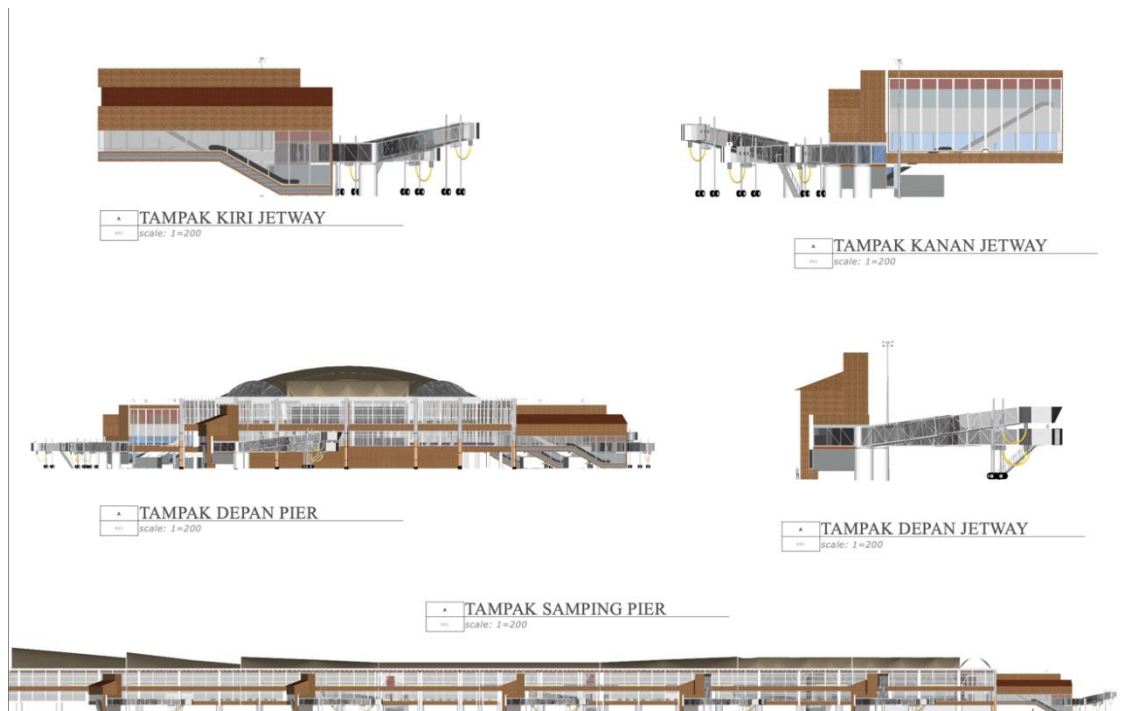 A TAMPAK KIRI JETWAY
scale: 1=200
A TAMPAK KANAN JETWAY
scale: 1=200
A TAMPAK DEPAN PIER
scale: 1=200
A TAMPAK DEPAN JETWAY
scale: 1=200
A TAMPAK SAMPING PIER
scale: 1=200